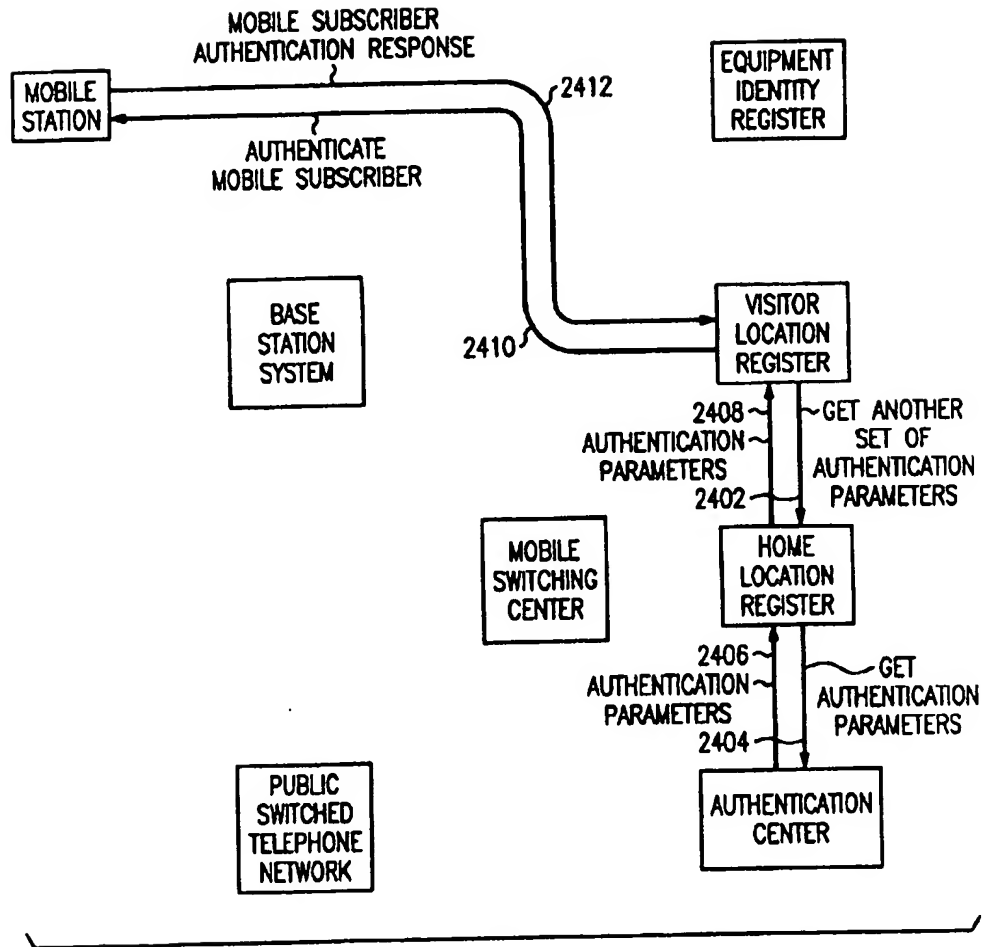 MOBILE SUBSCRIBER
AUTHENTICATION RESPONSE
MOBILE
STATION
2412
EQUIPMENT
IDENTITY
REGISTER
AUTHENTICATE
MOBILE SUBSCRIBER
BASE
STATION
SYSTEM
2410
VISITOR
LOCATION
REGISTER
2408
AUTHENTICATION
PARAMETERS
2402
GET ANOTHER
SET OF
AUTHENTICATION
PARAMETERS
MOBILE
SWITCHING
CENTER
HOME
LOCATION
REGISTER
2406
AUTHENTICATION
PARAMETERS
2404
GET
AUTHENTICATION
PARAMETERS
PUBLIC
SWITCHED
TELEPHONE
NETWORK
AUTHENTICATION
CENTER